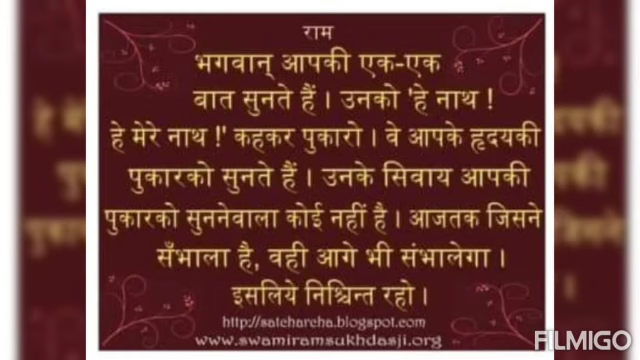 राम
भगवान् आपकी एक-एक
बात सुनते हैं । उनको 'हे नाथ !
हे मेरे नाथ !' कहकर पुकारो । वे आपके हृदयकी
पुकारको सुनते हैं । उनके सिवाय आपकी
पुकारको सुननेवाला कोई नहीं है । आजतक जिसने
सँभाला है, वही आगे भी संभालेगा ।
इसलिये निश्चिन्त रहो ।
http://satcharcha.blogspot.com
www.swamiramsukhdasji.org
FILMIGO